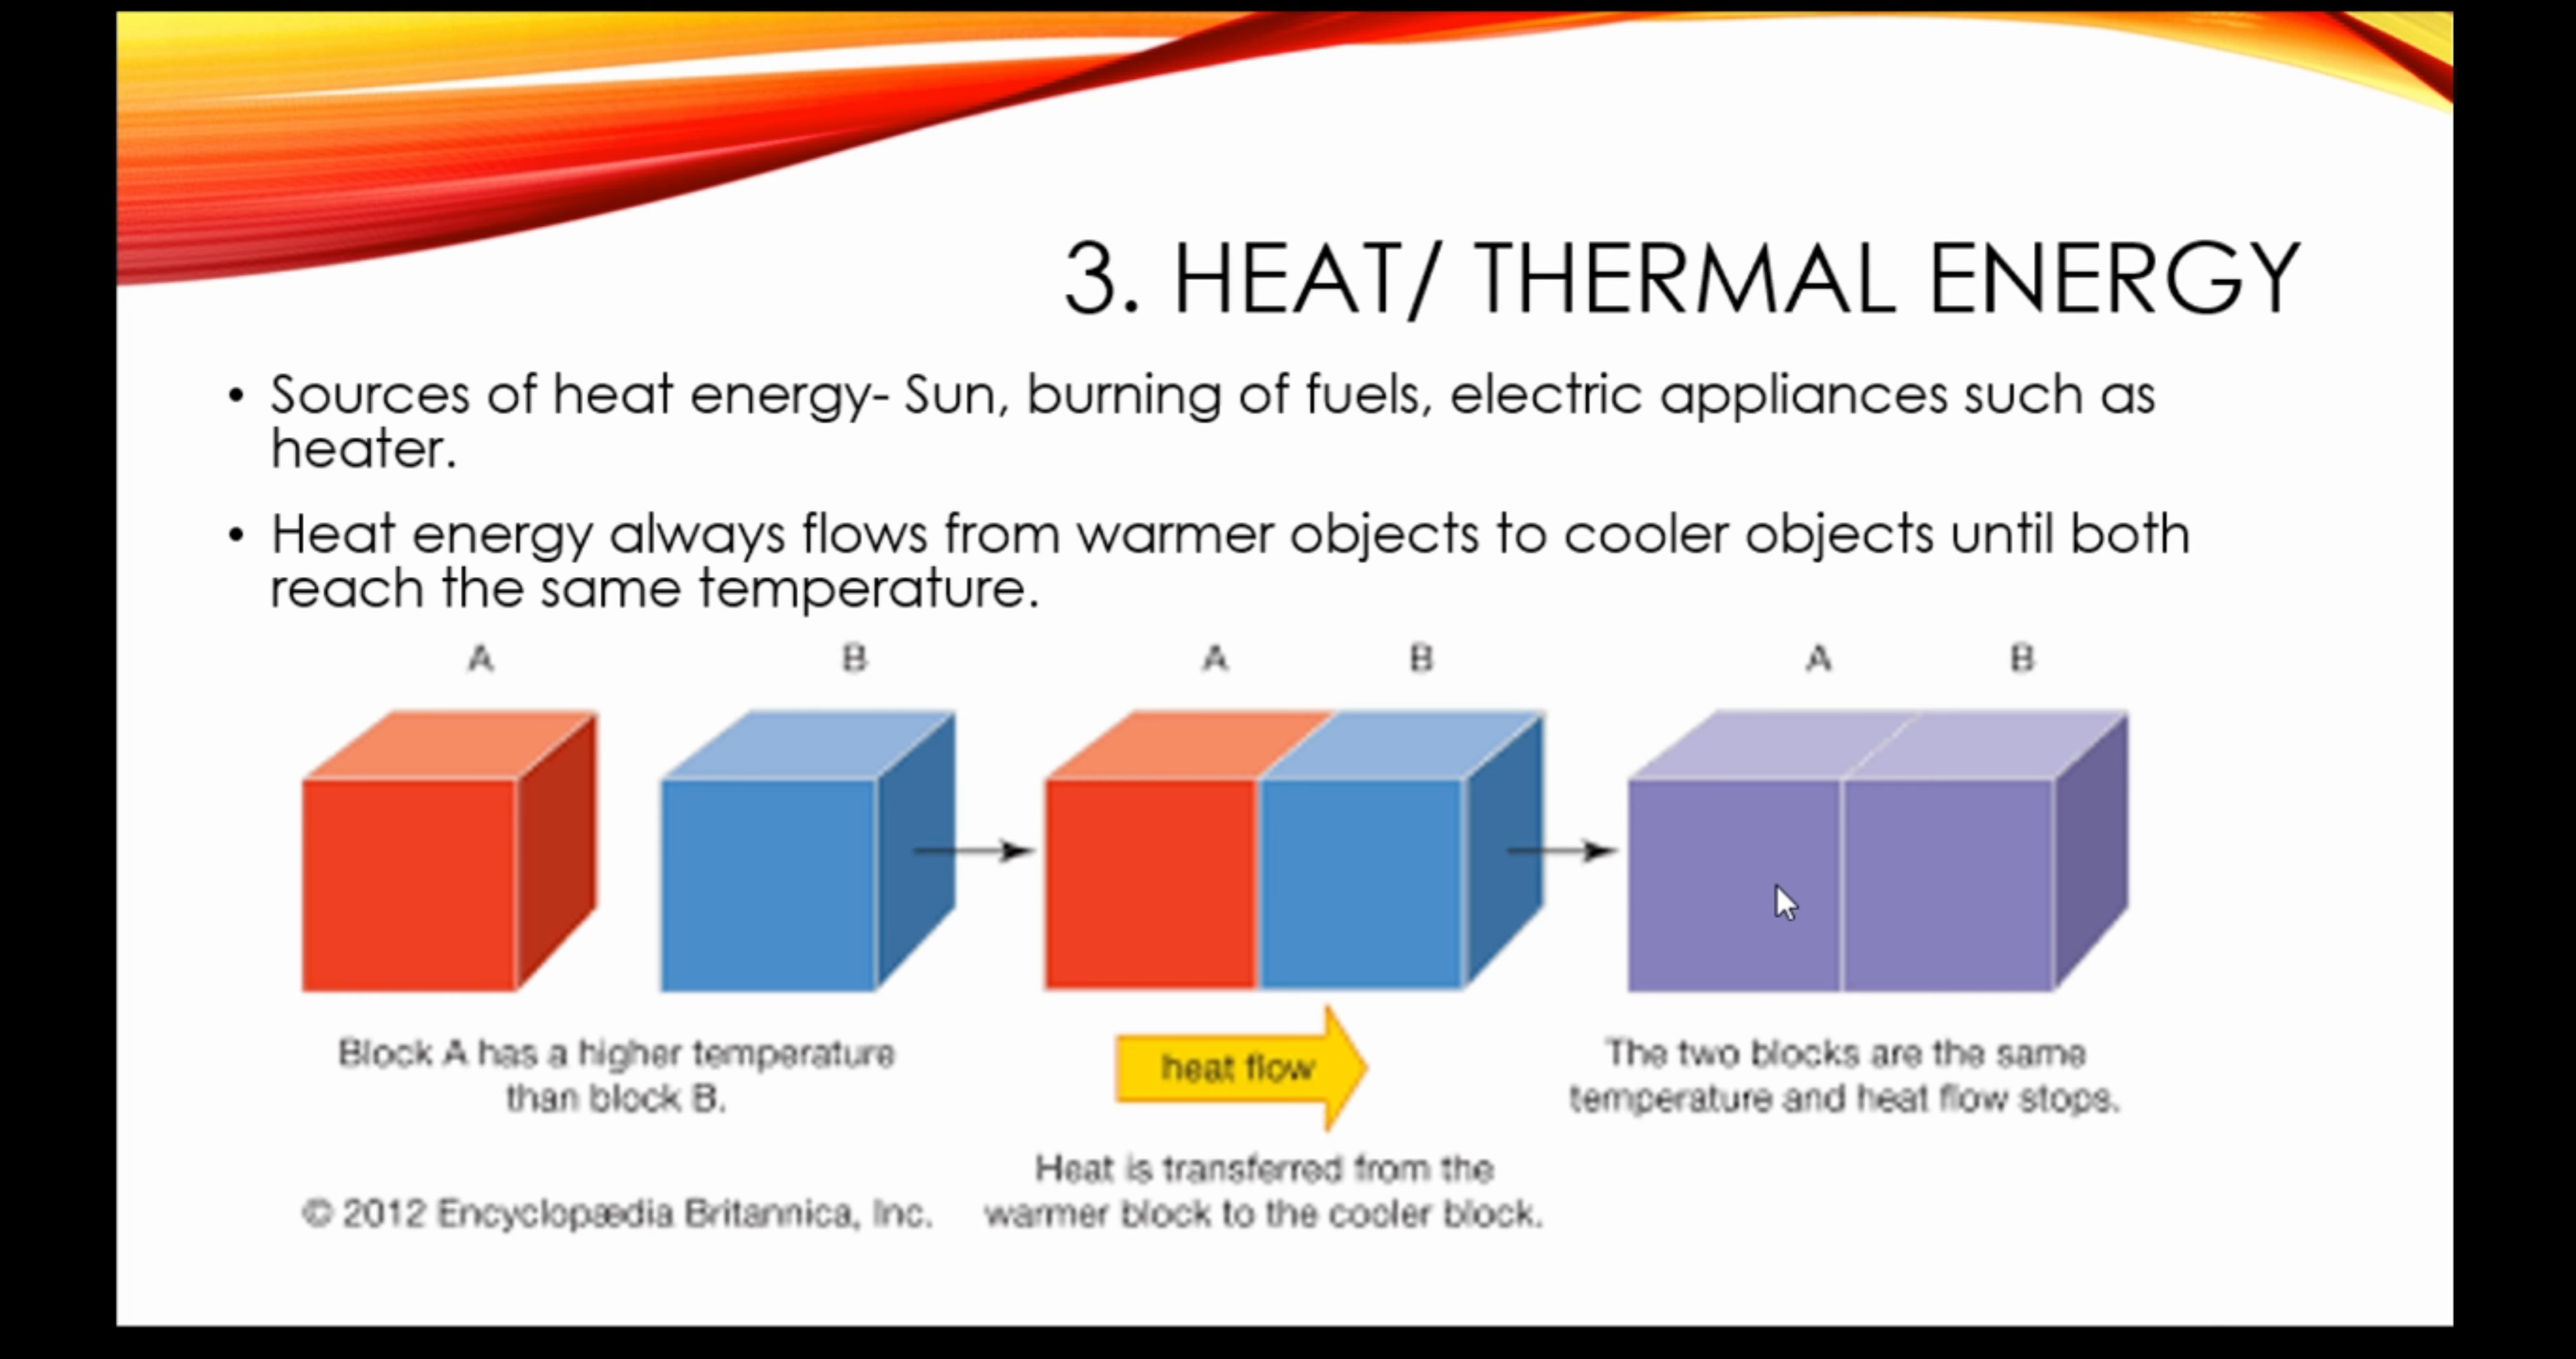 3. HEAT/ THERMAL ENERGY
• Sources of heat energy- Sun, burning of fuels, electric appliances such as
heater.
• Heat energy always flows from warmer objects to cooler objects until both
reach the same temperature.
A B A B A B
Block A has a higher temperature
than block B.
heat flow
Heat is transferred from the
warmer block to the cooler block.
The two blocks are the same
temperature and heat flow stops.
© 2012 Encyclopædia Britannica, Inc.